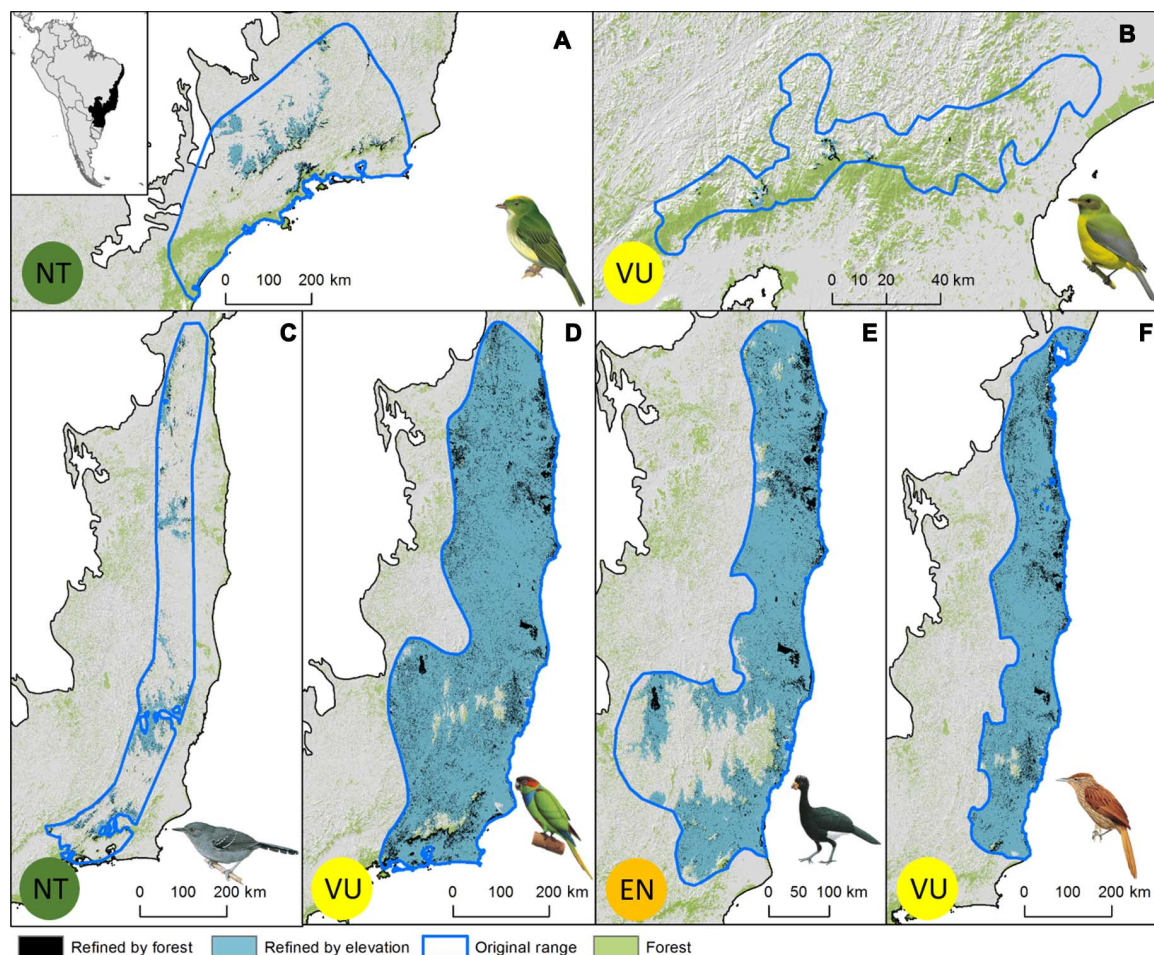 A
NT
0 100 200 km
B
VU
0 10 20 40 km
C
NT
0 100 200 km
D
VU
0 100 200 km
E
EN
0 50 100 km
F
VU
0 100 200 km
Refined by forest Refined by elevation Original range Forest